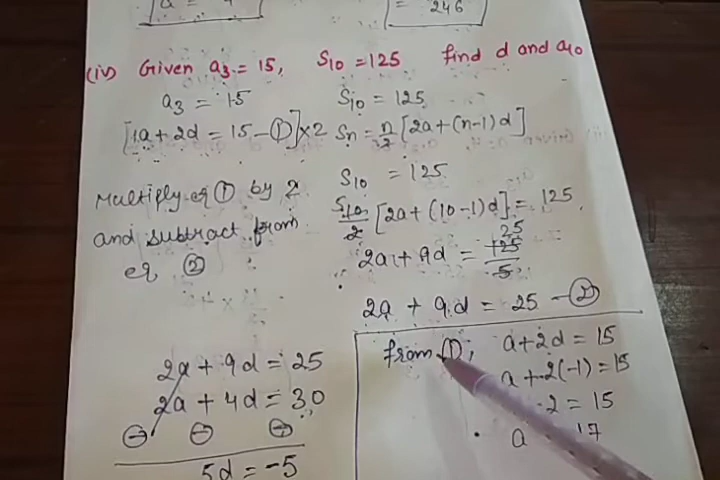 a = 4
= 246
(iv) Given a3 = 15, S10 = 125 find d and a10
a3 = 15 S10 = 125
[1a + 2d = 15 – ①] × 2 Sn = n/2 [2a + (n-1)d]
S10 = 125
Multiply eq ① by 2
and subtract from
eq ②
10/2 [2a + (10-1)d] = 125
2a + 9d = 125/5 25
2a + 9d = 25 – ②
2a + 9d = 25
2a + 4d = 30
⊖ ⊖ ⊖
5d = -5
from ①, a + 2d = 15
a + 2(-1) = 15
- 2 = 15
a 17